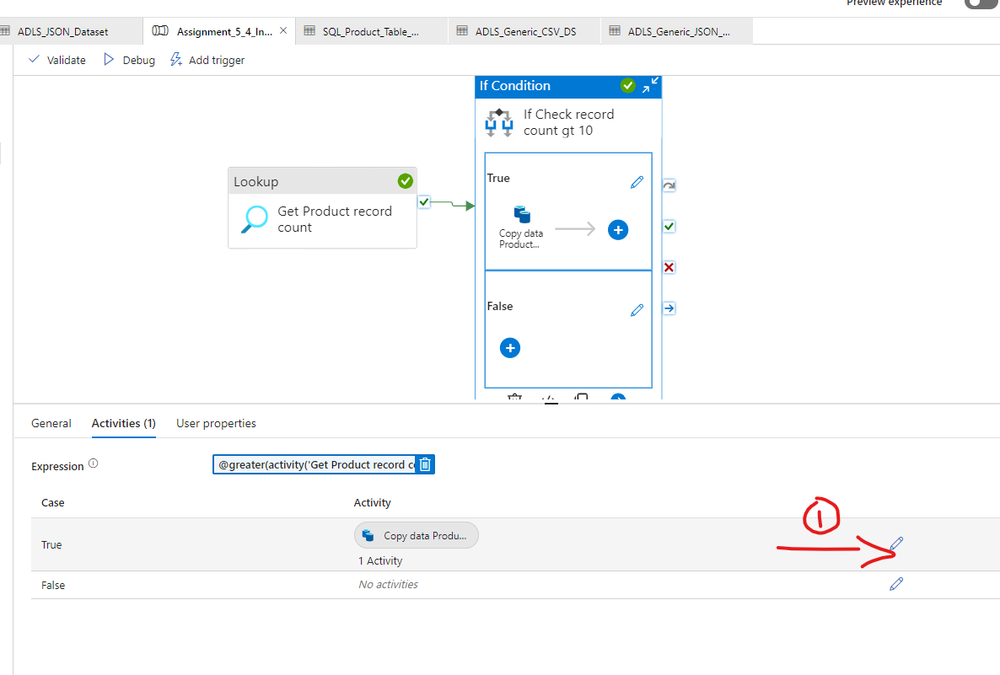 Preview experience
ADLS_JSON_Dataset
Assignment_5_4_In...
SQL_Product_Table_...
ADLS_Generic_CSV_DS
ADLS_Generic_JSON_...
Validate
Debug
Add trigger
If Condition
If Check record
count gt 10
Lookup
Get Product record
count
True
Copy data
Product...
False
General
Activities (1)
User properties
Expression
@greater(activity('Get Product record c
Case
Activity
True
Copy data Produ...
1 Activity
1
False
No activities